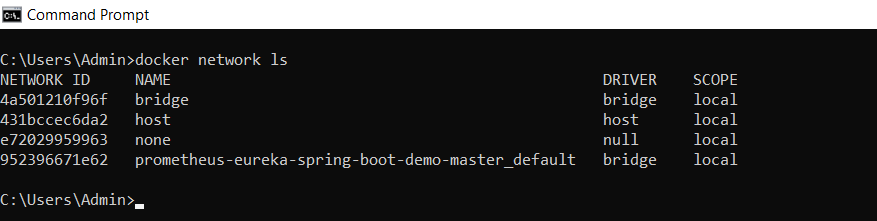 Command Prompt
C:\Users\Admin>docker network ls
NETWORK ID     NAME                                              DRIVER    SCOPE
4a501210f96f   bridge                                            bridge    local
431bccec6da2   host                                              host      local
e72029959963   none                                              null      local
952396671e62   prometheus-eureka-spring-boot-demo-master_default   bridge    local
C:\Users\Admin>